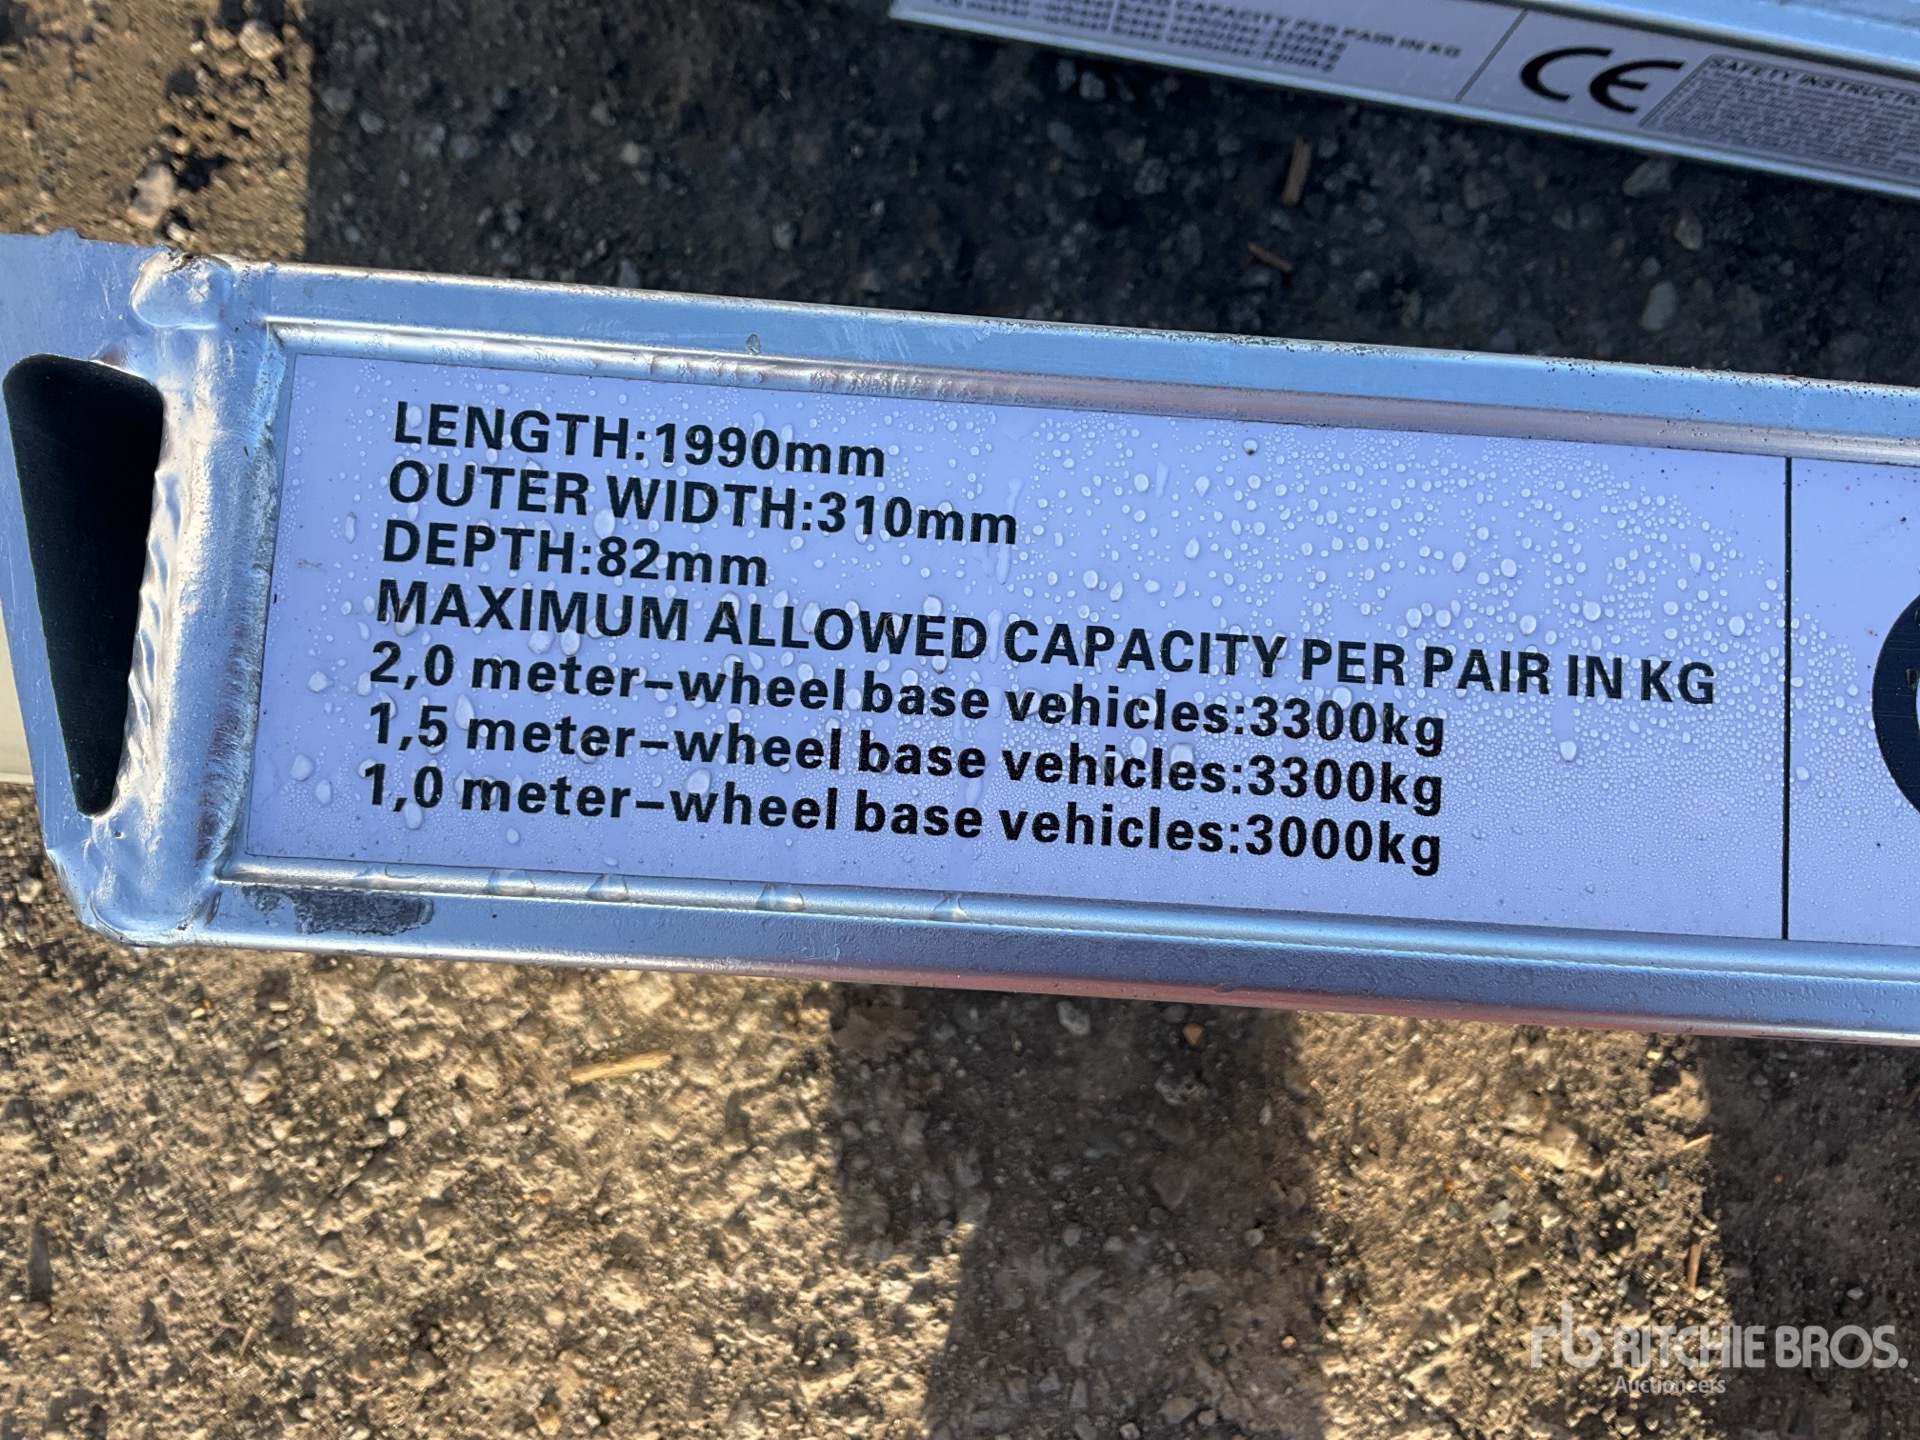 CAPACITY PER PAIR IN KG
CE
SAFETY INSTRUCTION
LENGTH:1990mm
OUTER WIDTH:310mm
DEPTH:82mm
MAXIMUM ALLOWED CAPACITY PER PAIR IN KG
2,0 meter-wheel base vehicles:3300kg
1,5 meter-wheel base vehicles:3300kg
1,0 meter-wheel base vehicles:3000kg
rb RITCHIE BROS.
Auctioneers